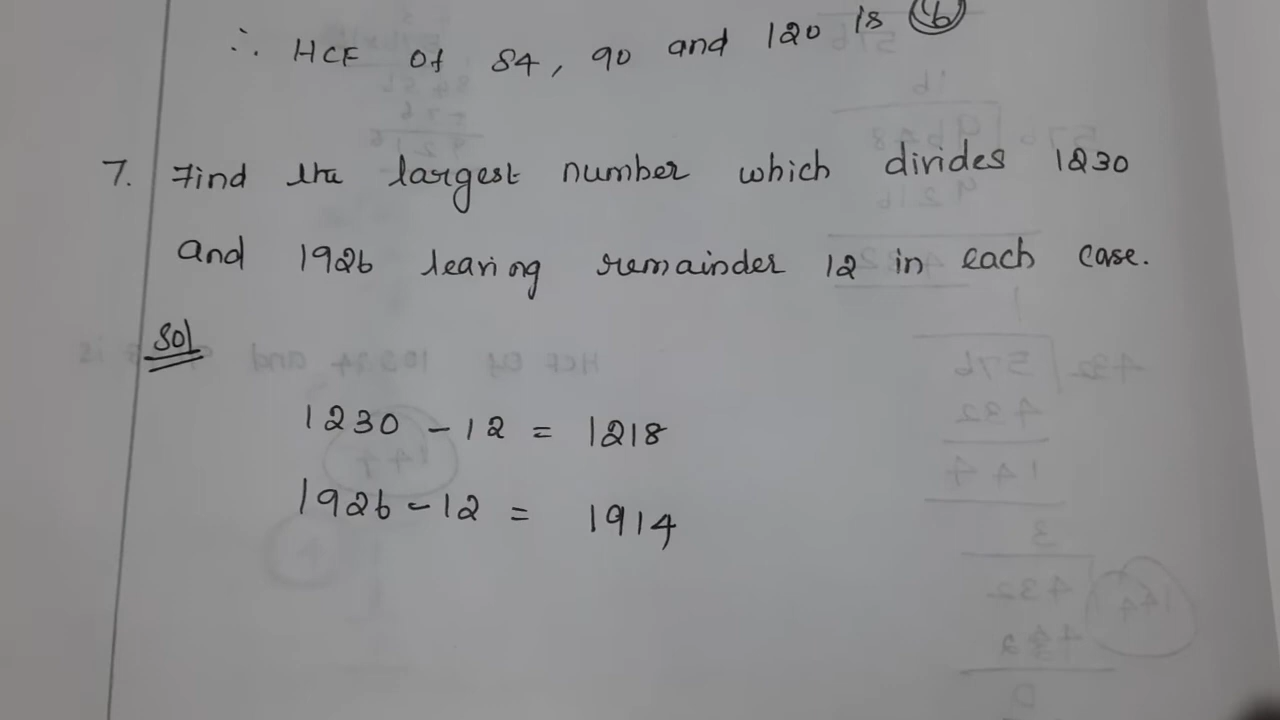 ∴ HCF of 84, 90 and 120 is 6
7. Find the largest number which divides 1230
and 1926 leaving remainder 12 in each case.
Sol
1230 - 12 = 1218
1926 - 12 = 1914